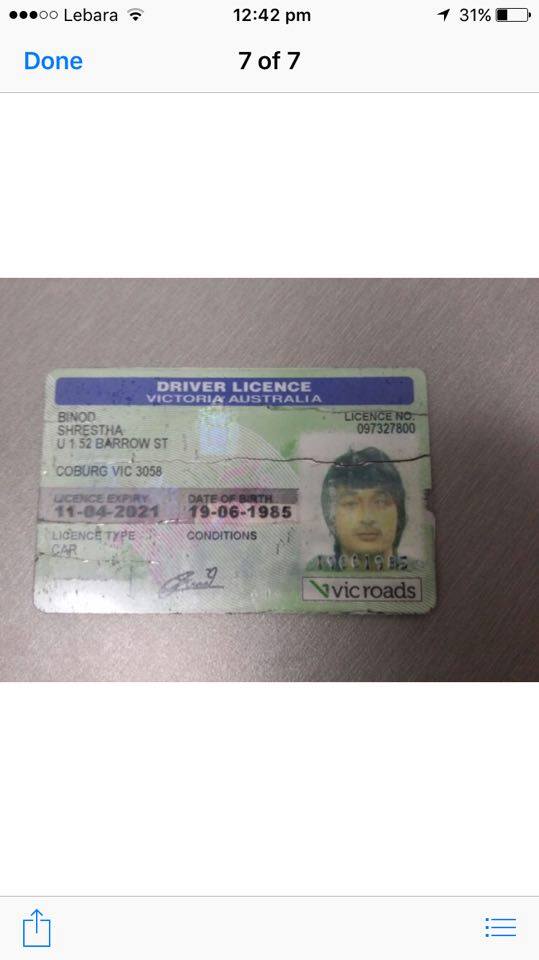 Lebara
12:42 pm
31%
Done
7 of 7
DRIVER LICENCE
VICTORIA AUSTRALIA
BINOD
SHRESTHA
U 1 52 BARROW ST
COBURG VIC 3058
LICENCE NO.
097327800
LICENCE EXPIRY
11-04-2021
DATE OF BIRTH
19-06-1985
LICENCE TYPE
CAR
CONDITIONS
vic roads